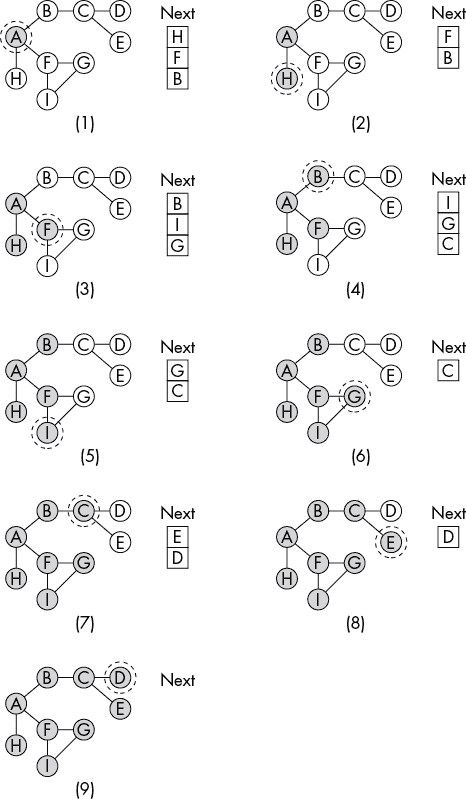 B C D Next
A E H
H F G F
I B
(1)
B C D Next
A E F
H F G B
I
(2)
B C D Next
A E B
H F G I
I G
(3)
B C D Next
A E I
H F G G
I C
(4)
B C D Next
A E G
H F G C
I
(5)
B C D Next
A E C
H F G
I
(6)
B C D Next
A E E
H F G D
I
(7)
B C D Next
A E D
H F G
I
(8)
B C D Next
A E
H F G
I
(9)